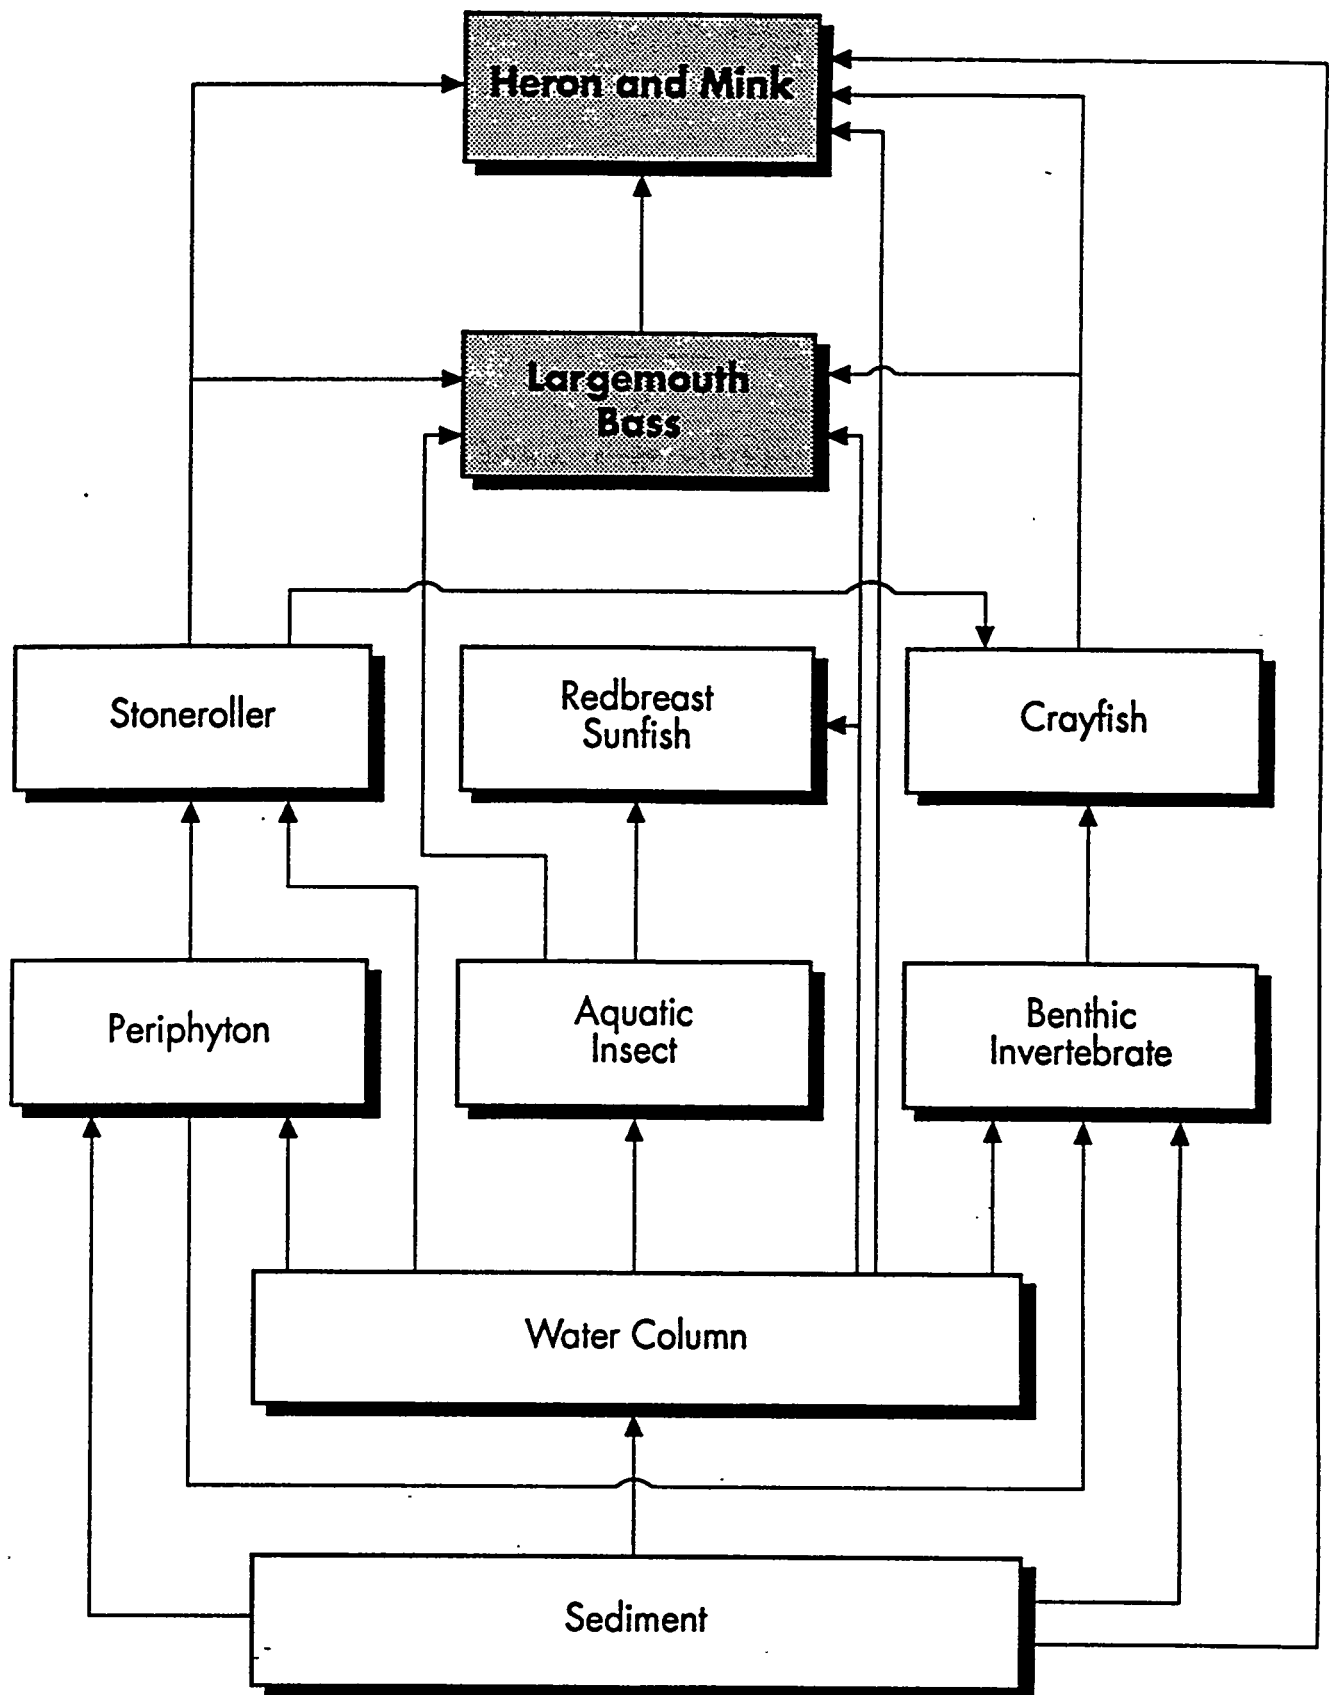 Heron and Mink
Largemouth
Bass
Stoneroller
Redbreast
Sunfish
Crayfish
Periphyton
Aquatic
Insect
Benthic
Invertebrate
Water Column
Sediment